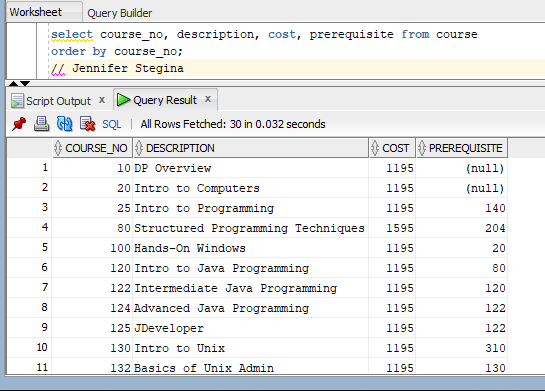 Worksheet Query Builder
select course_no, description, cost, prerequisite from course
order by course_no;
// Jennifer Stegina
Script Output x Query Result x
SQL | All Rows Fetched: 30 in 0.032 seconds
COURSE_NO DESCRIPTION COST PREREQUISITE
1 10 DP Overview 1195 (null)
2 20 Intro to Computers 1195 (null)
3 25 Intro to Programming 1195 140
4 80 Structured Programming Techniques 1595 204
5 100 Hands-On Windows 1195 20
6 120 Intro to Java Programming 1195 80
7 122 Intermediate Java Programming 1195 120
8 124 Advanced Java Programming 1195 122
9 125 JDeveloper 1195 122
10 130 Intro to Unix 1195 310
11 132 Basics of Unix Admin 1195 130